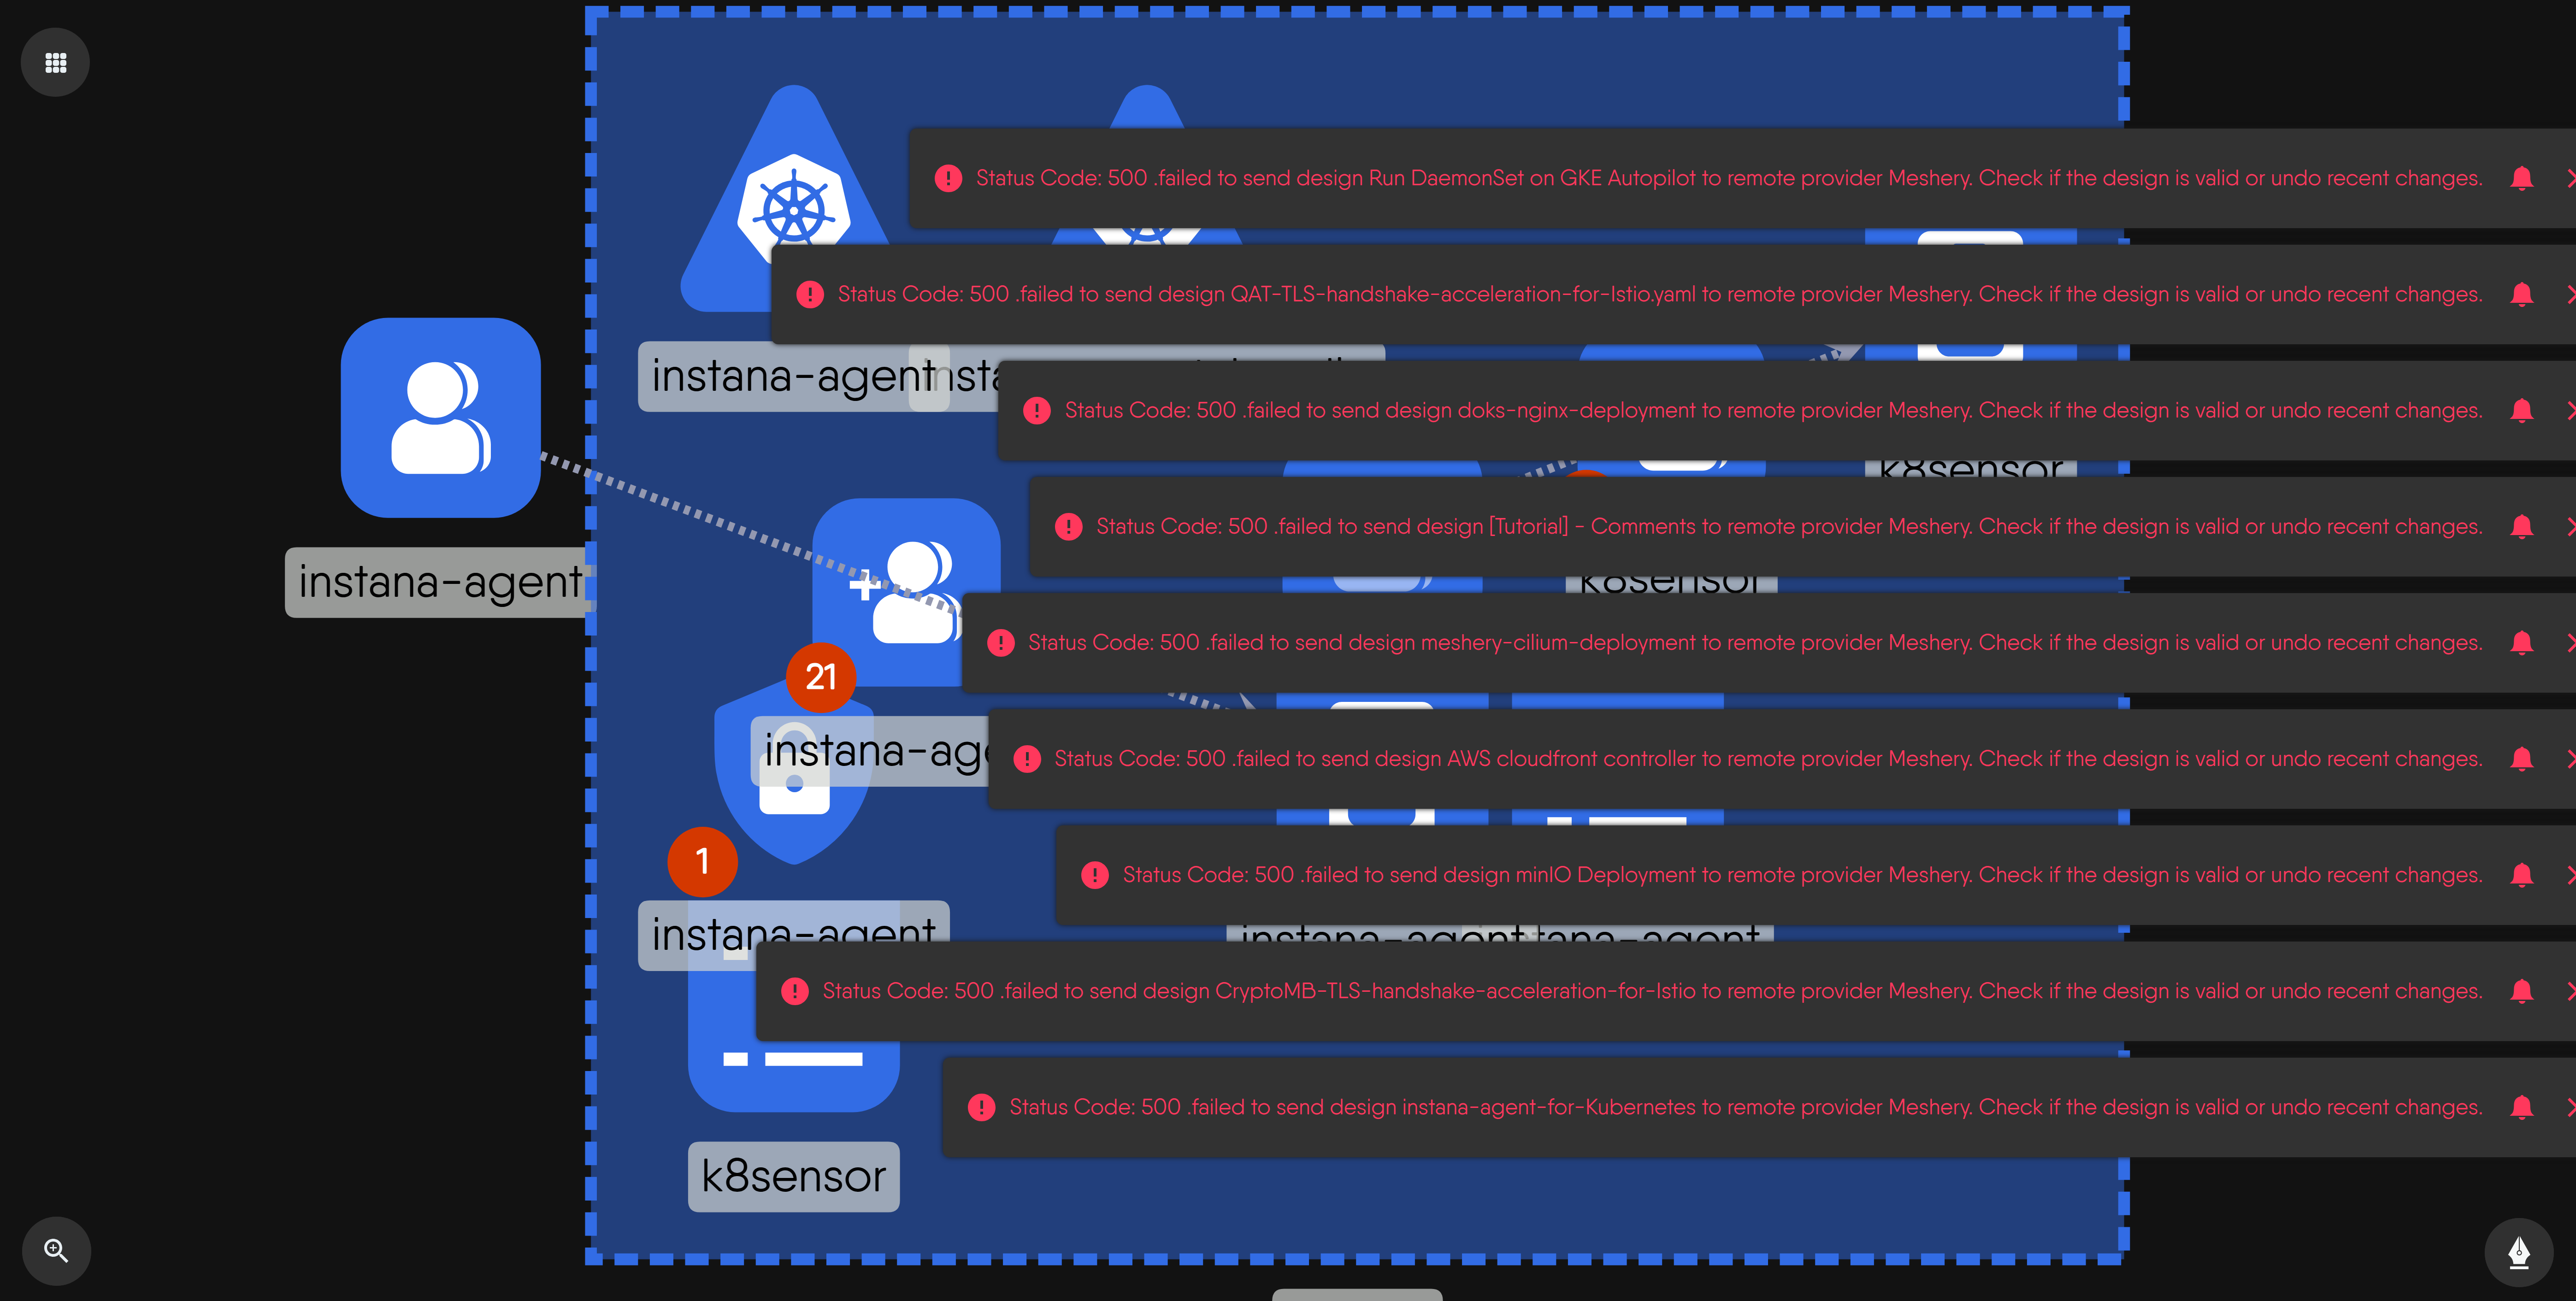 Status Code: 500 .failed to send design Run DaemonSet on GKE Autopilot to remote provider Meshery. Check if the design is valid or undo recent changes.
Status Code: 500 .failed to send design QAT-TLS-handshake-acceleration-for-Istio.yaml to remote provider Meshery. Check if the design is valid or undo recent changes.
instana-agent
Status Code: 500 .failed to send design doks-nginx-deployment to remote provider Meshery. Check if the design is valid or undo recent changes.
k8sensor
Status Code: 500 .failed to send design [Tutorial] - Comments to remote provider Meshery. Check if the design is valid or undo recent changes.
instana-agent
k8sensor
Status Code: 500 .failed to send design meshery-cilium-deployment to remote provider Meshery. Check if the design is valid or undo recent changes.
21
instana-age
Status Code: 500 .failed to send design AWS cloudfront controller to remote provider Meshery. Check if the design is valid or undo recent changes.
1
Status Code: 500 .failed to send design minIO Deployment to remote provider Meshery. Check if the design is valid or undo recent changes.
instana-agent
instana-agent tana-agent
Status Code: 500 .failed to send design CryptoMB-TLS-handshake-acceleration-for-Istio to remote provider Meshery. Check if the design is valid or undo recent changes.
Status Code: 500 .failed to send design instana-agent-for-Kubernetes to remote provider Meshery. Check if the design is valid or undo recent changes.
k8sensor